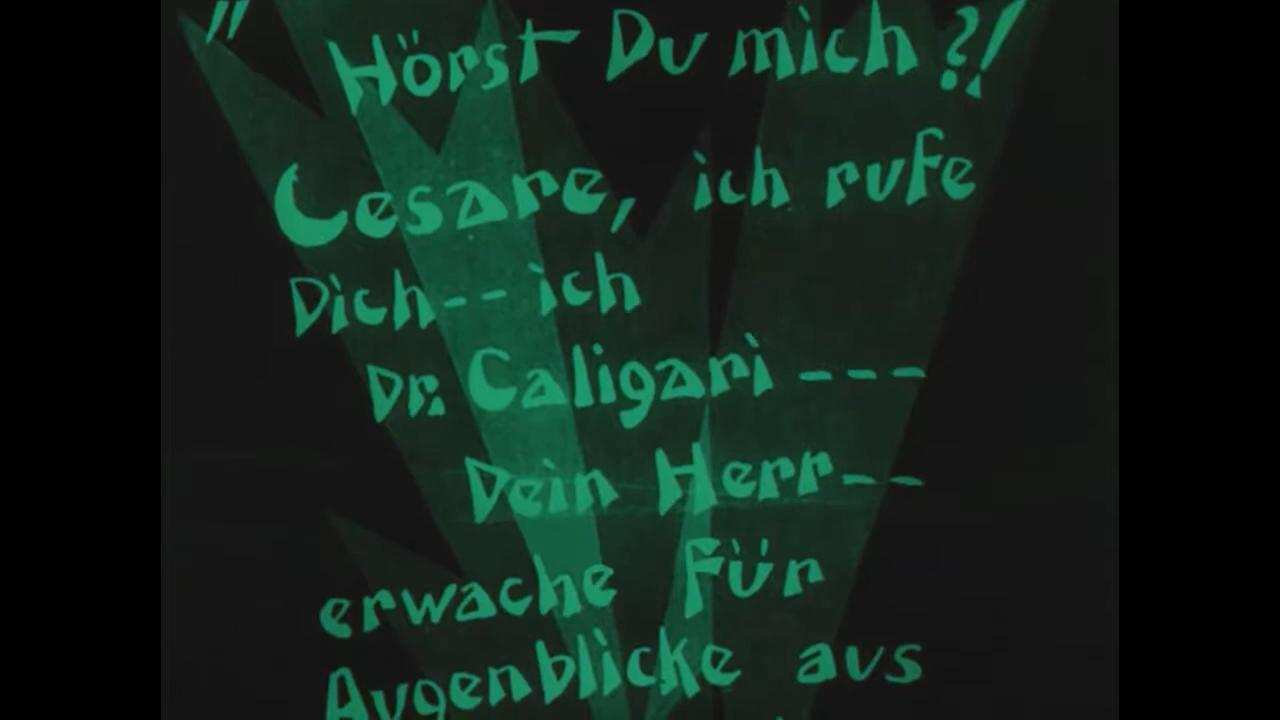 " Hörst Du mich ?!
Cesare, ich rufe
Dich -- ich
Dr. Caligari ---
Dein Herr --
erwache für
Augenblicke aus